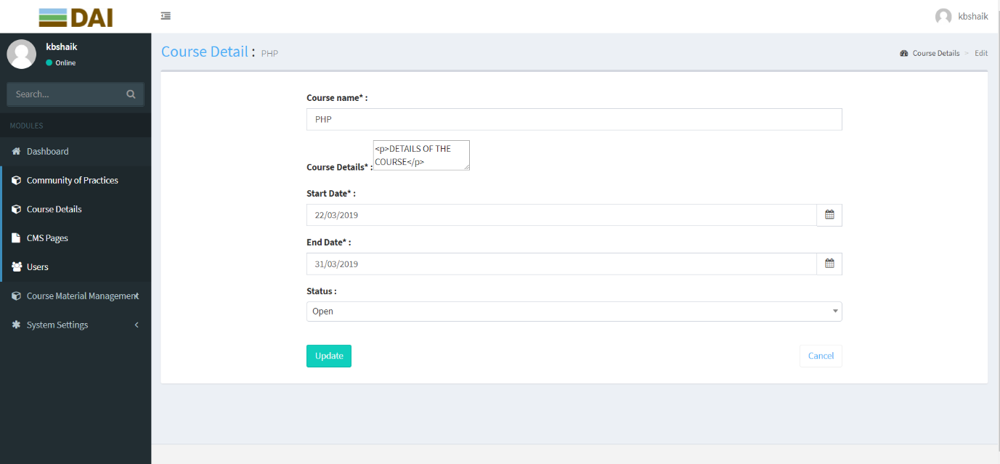 DAI
kbshaik
kbshaik
Online
Search...
MODULES
Dashboard
Community of Practices
Course Details
CMS Pages
Users
Course Material Management
System Settings
Course Detail : PHP
Course Details > Edit
Course name* :
PHP
Course Details* :
<p>DETAILS OF THE
COURSE</p>
Start Date* :
22/03/2019
End Date* :
31/03/2019
Status :
Open
Update
Cancel